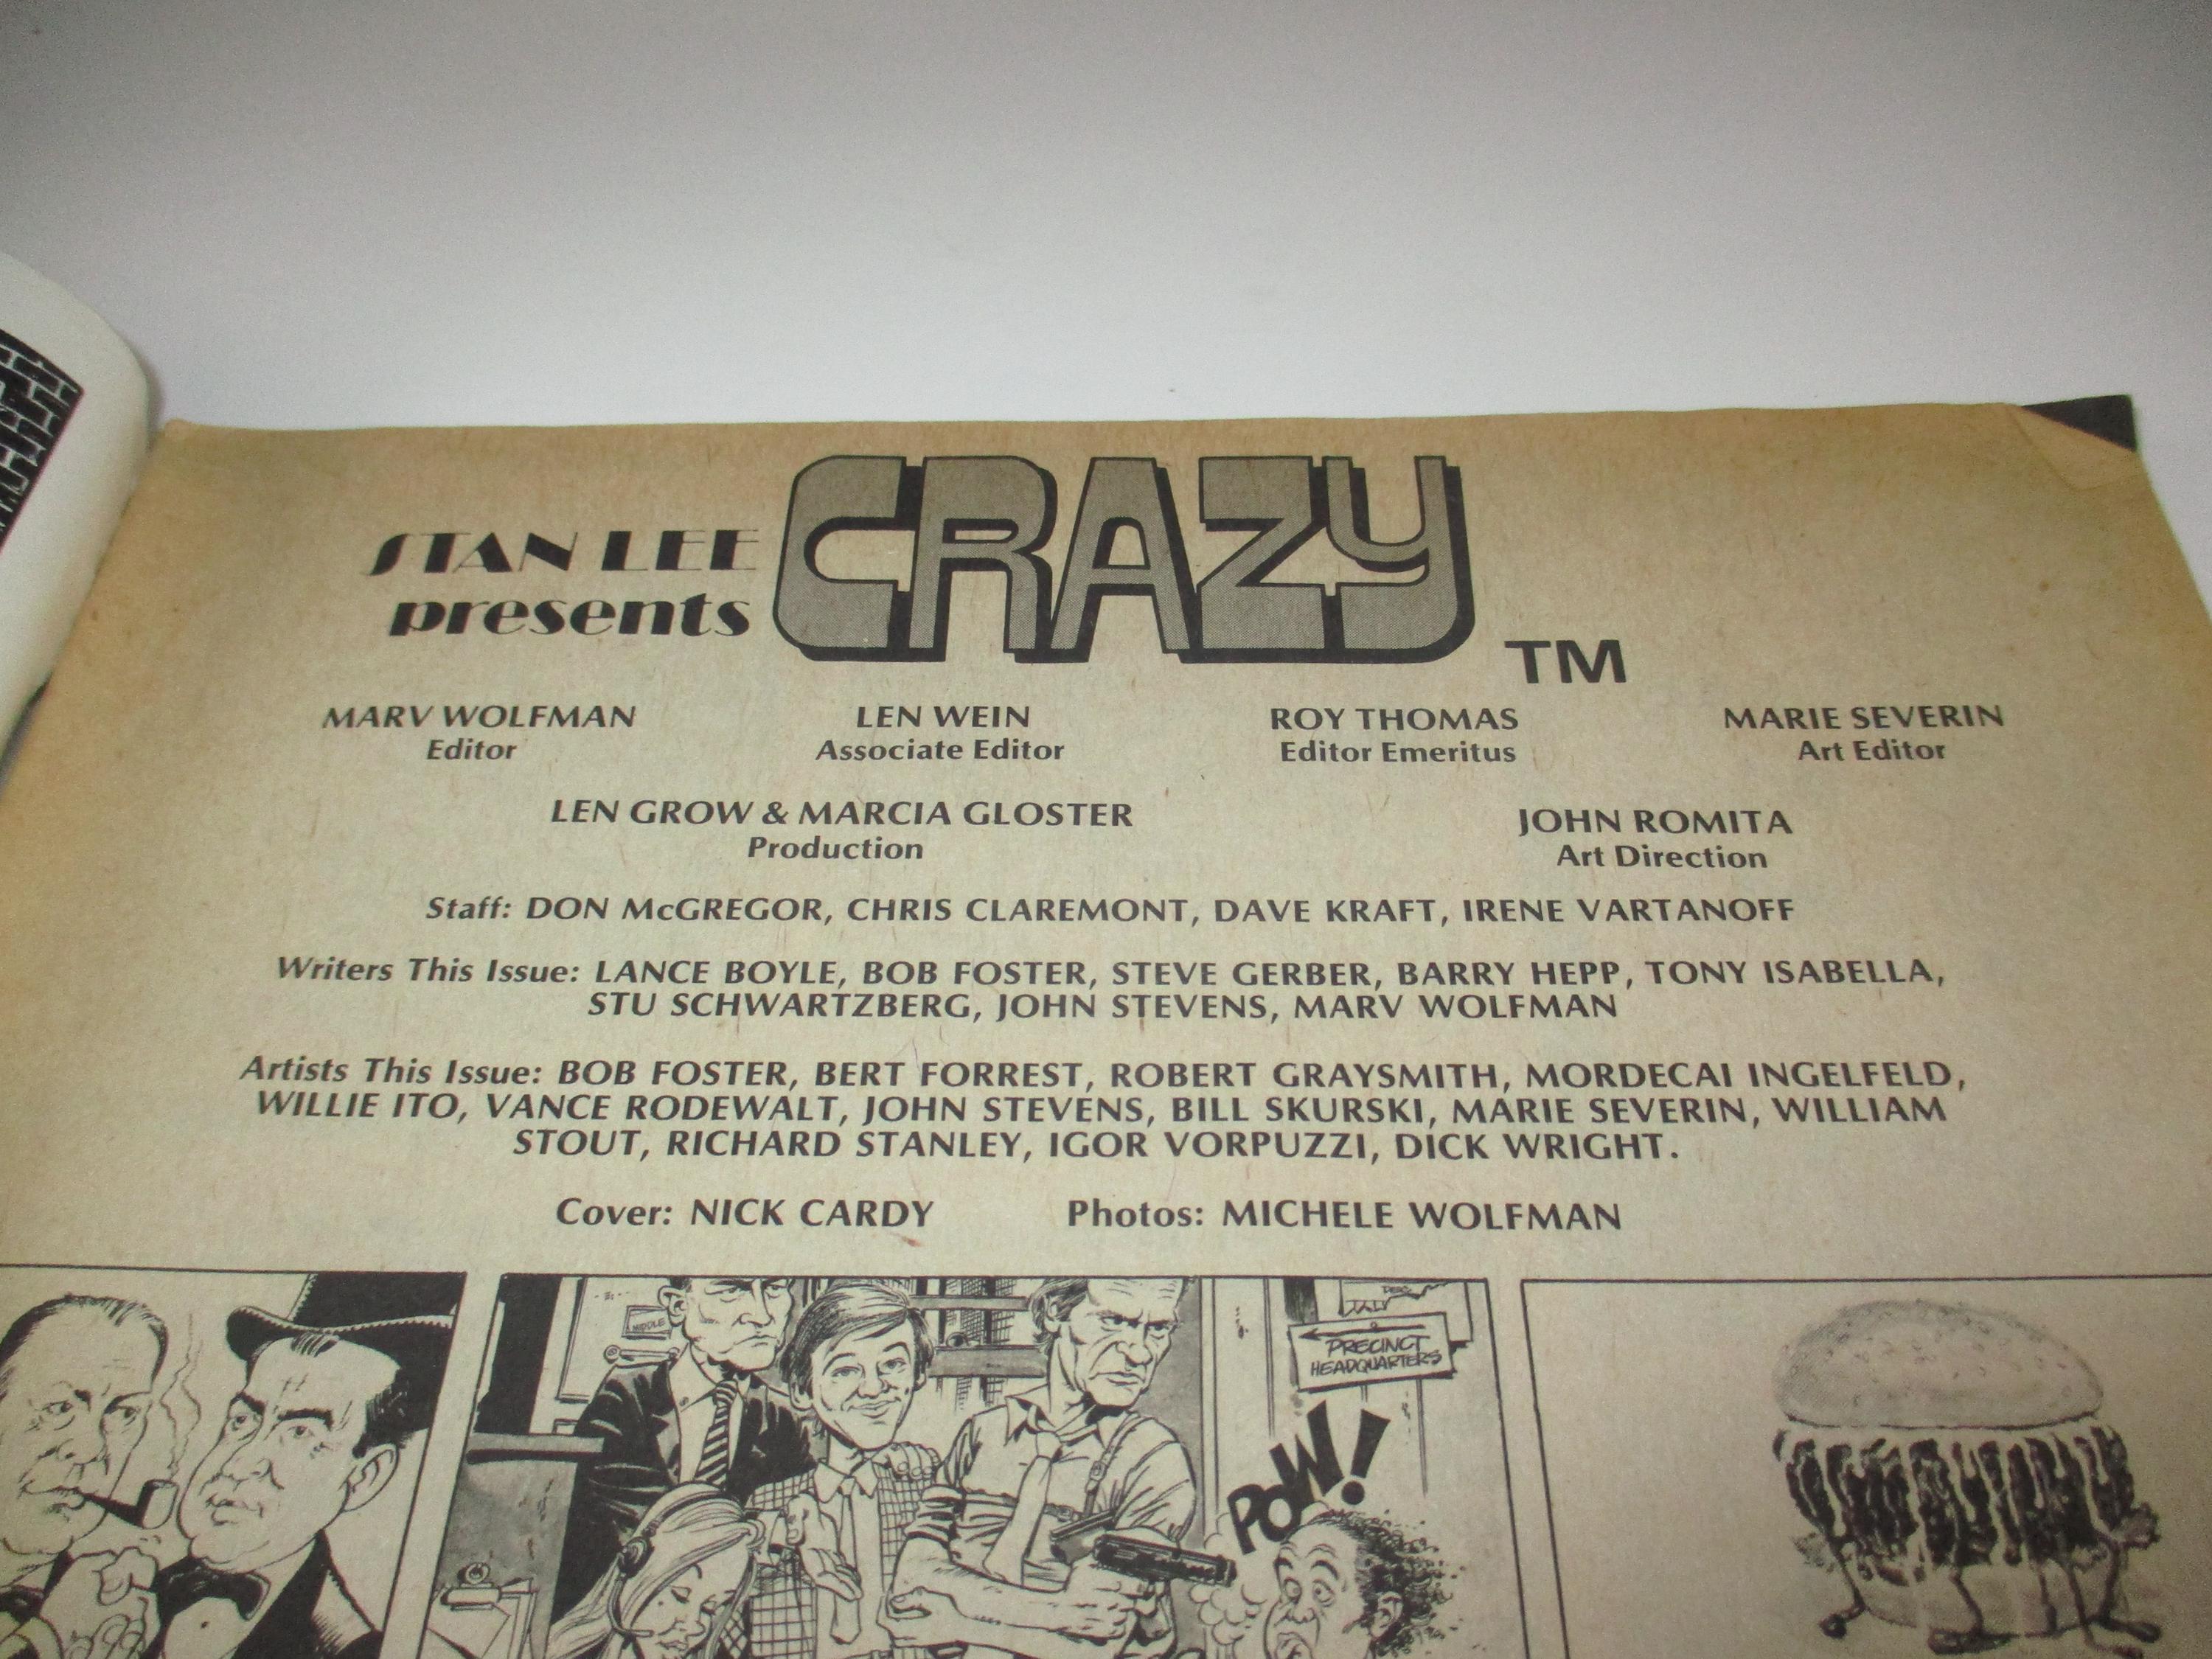 STAN LEE
presents
CRAZY TM
MARV WOLFMAN
Editor
LEN WEIN
Associate Editor
ROY THOMAS
Editor Emeritus
MARIE SEVERIN
Art Editor
LEN GROW & MARCIA GLOSTER
Production
JOHN ROMITA
Art Direction
Staff: DON McGREGOR, CHRIS CLAREMONT, DAVE KRAFT, IRENE VARTANOFF
Writers This Issue: LANCE BOYLE, BOB FOSTER, STEVE GERBER, BARRY HEPP, TONY ISABELLA,
STU SCHWARTZBERG, JOHN STEVENS, MARV WOLFMAN
Artists This Issue: BOB FOSTER, BERT FORREST, ROBERT GRAYSMITH, MORDECAI INGELFELD,
WILLIE ITO, VANCE RODEWALT, JOHN STEVENS, BILL SKURSKI, MARIE SEVERIN, WILLIAM
STOUT, RICHARD STANLEY, IGOR VORPUZZI, DICK WRIGHT.
Cover: NICK CARDY
Photos: MICHELE WOLFMAN
PRECINCT
HEADQUARTERS
POW!